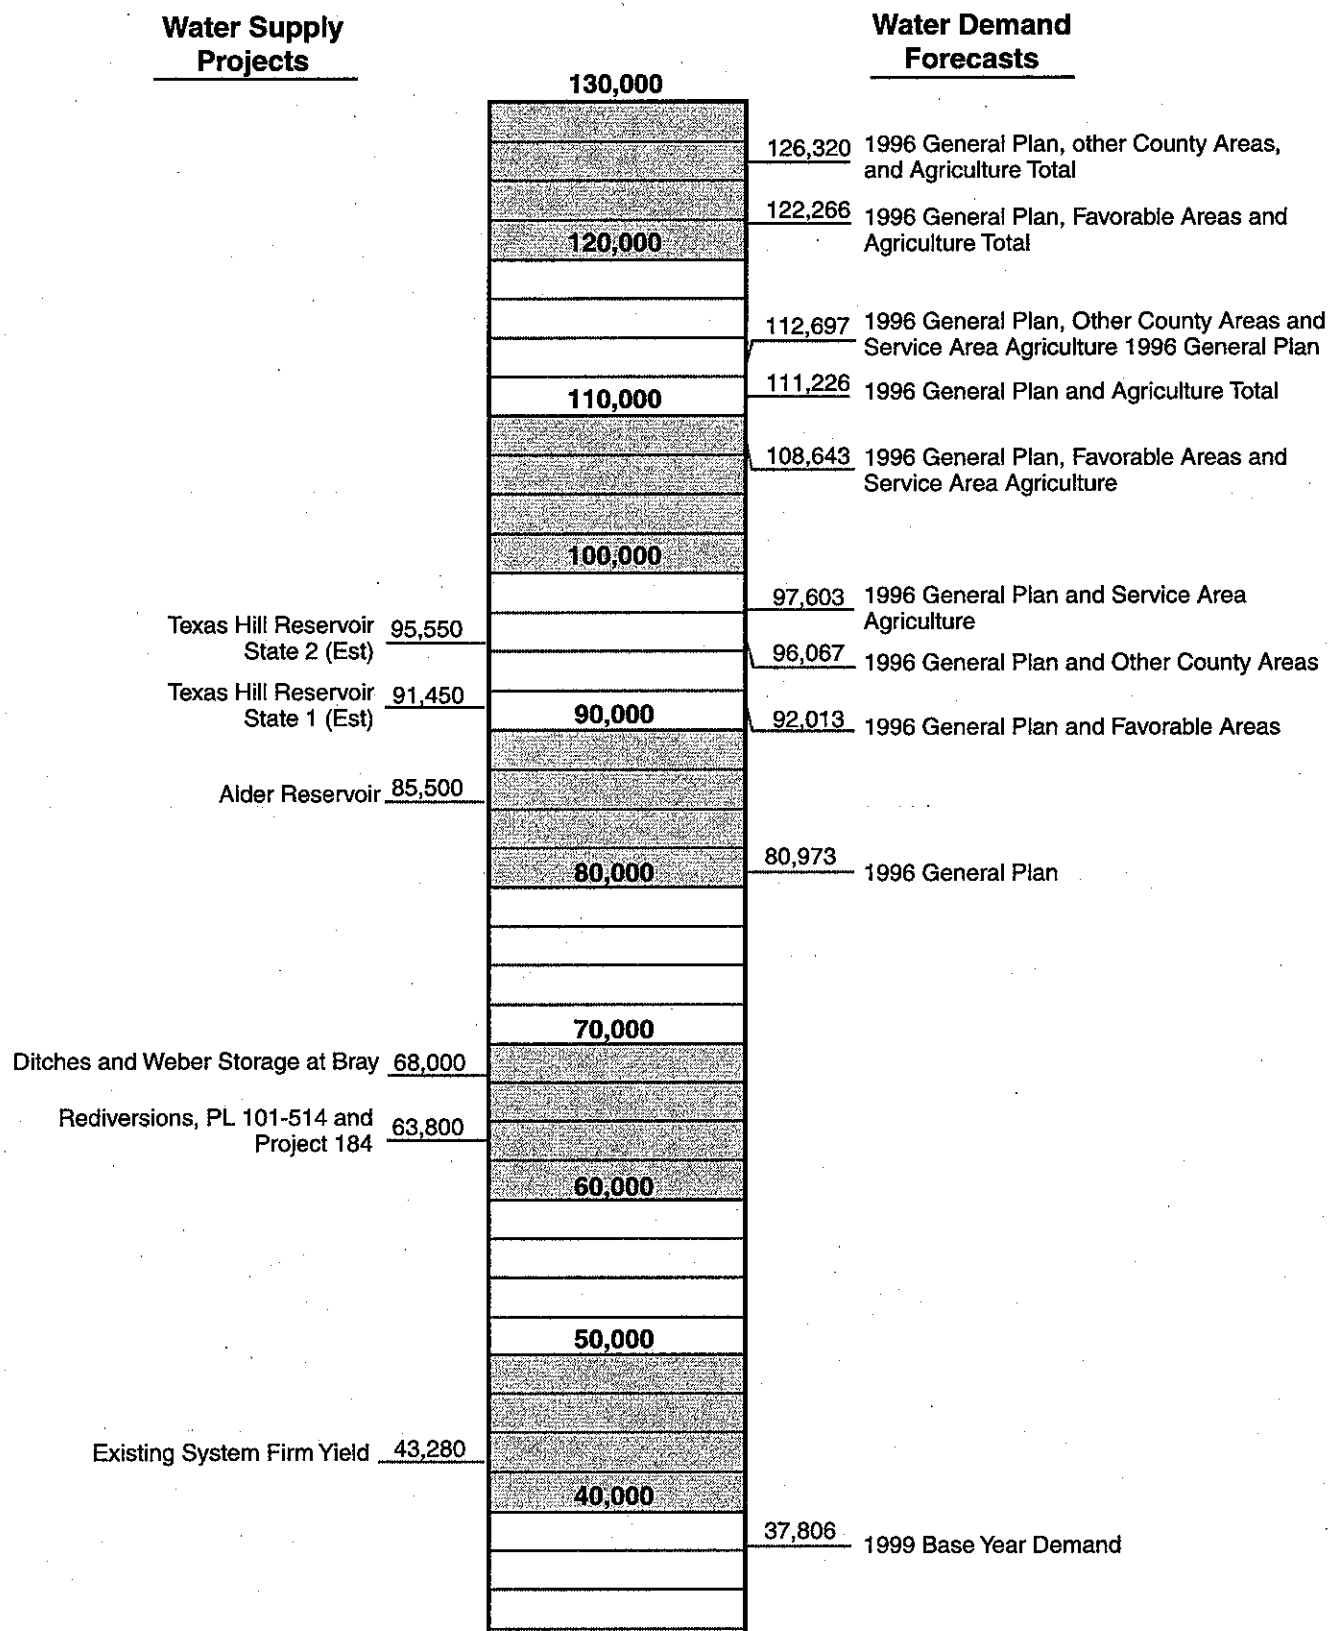 Water Supply
Projects
Water Demand
Forecasts
130,000
126,320 1996 General Plan, other County Areas,
and Agriculture Total
122,266 1996 General Plan, Favorable Areas and
Agriculture Total
120,000
112,697 1996 General Plan, Other County Areas and
Service Area Agriculture 1996 General Plan
111,226 1996 General Plan and Agriculture Total
110,000
108,643 1996 General Plan, Favorable Areas and
Service Area Agriculture
100,000
97,603 1996 General Plan and Service Area
Agriculture
Texas Hill Reservoir 95,550
State 2 (Est)
96,067 1996 General Plan and Other County Areas
Texas Hill Reservoir 91,450
State 1 (Est)
90,000
92,013 1996 General Plan and Favorable Areas
Alder Reservoir 85,500
80,000
80,973 1996 General Plan
70,000
Ditches and Weber Storage at Bray 68,000
Rediversions, PL 101-514 and 63,800
Project 184
60,000
50,000
Existing System Firm Yield 43,280
40,000
37,806 1999 Base Year Demand